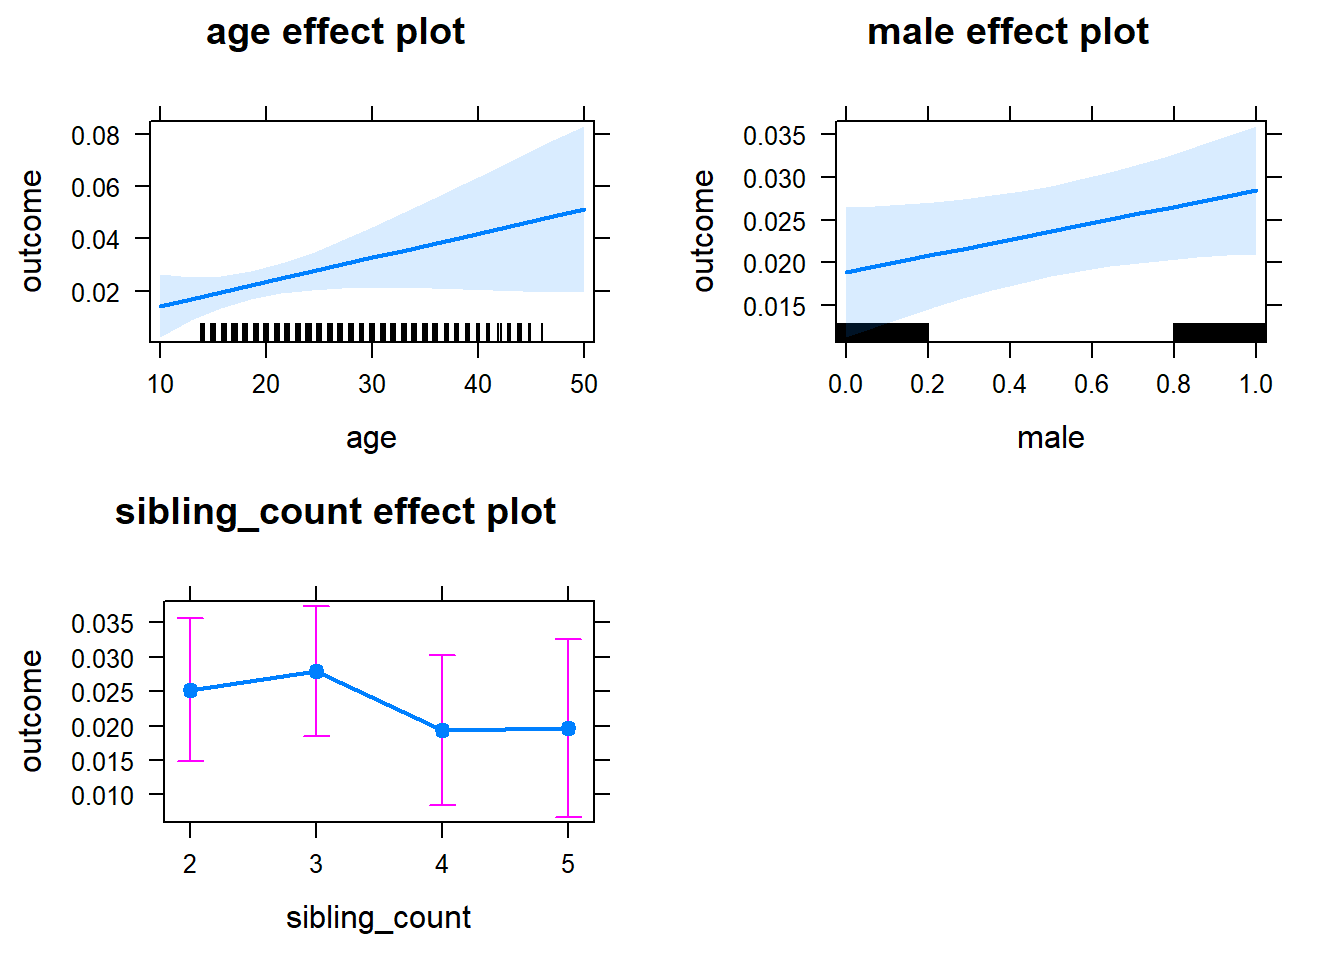 age effect plot
outcome
0.08
0.06
0.04
0.02
10 20 30 40 50
age
male effect plot
outcome
0.035
0.030
0.025
0.020
0.015
0.0 0.2 0.4 0.6 0.8 1.0
male
sibling_count effect plot
outcome
0.035
0.030
0.025
0.020
0.015
0.010
2 3 4 5
sibling_count